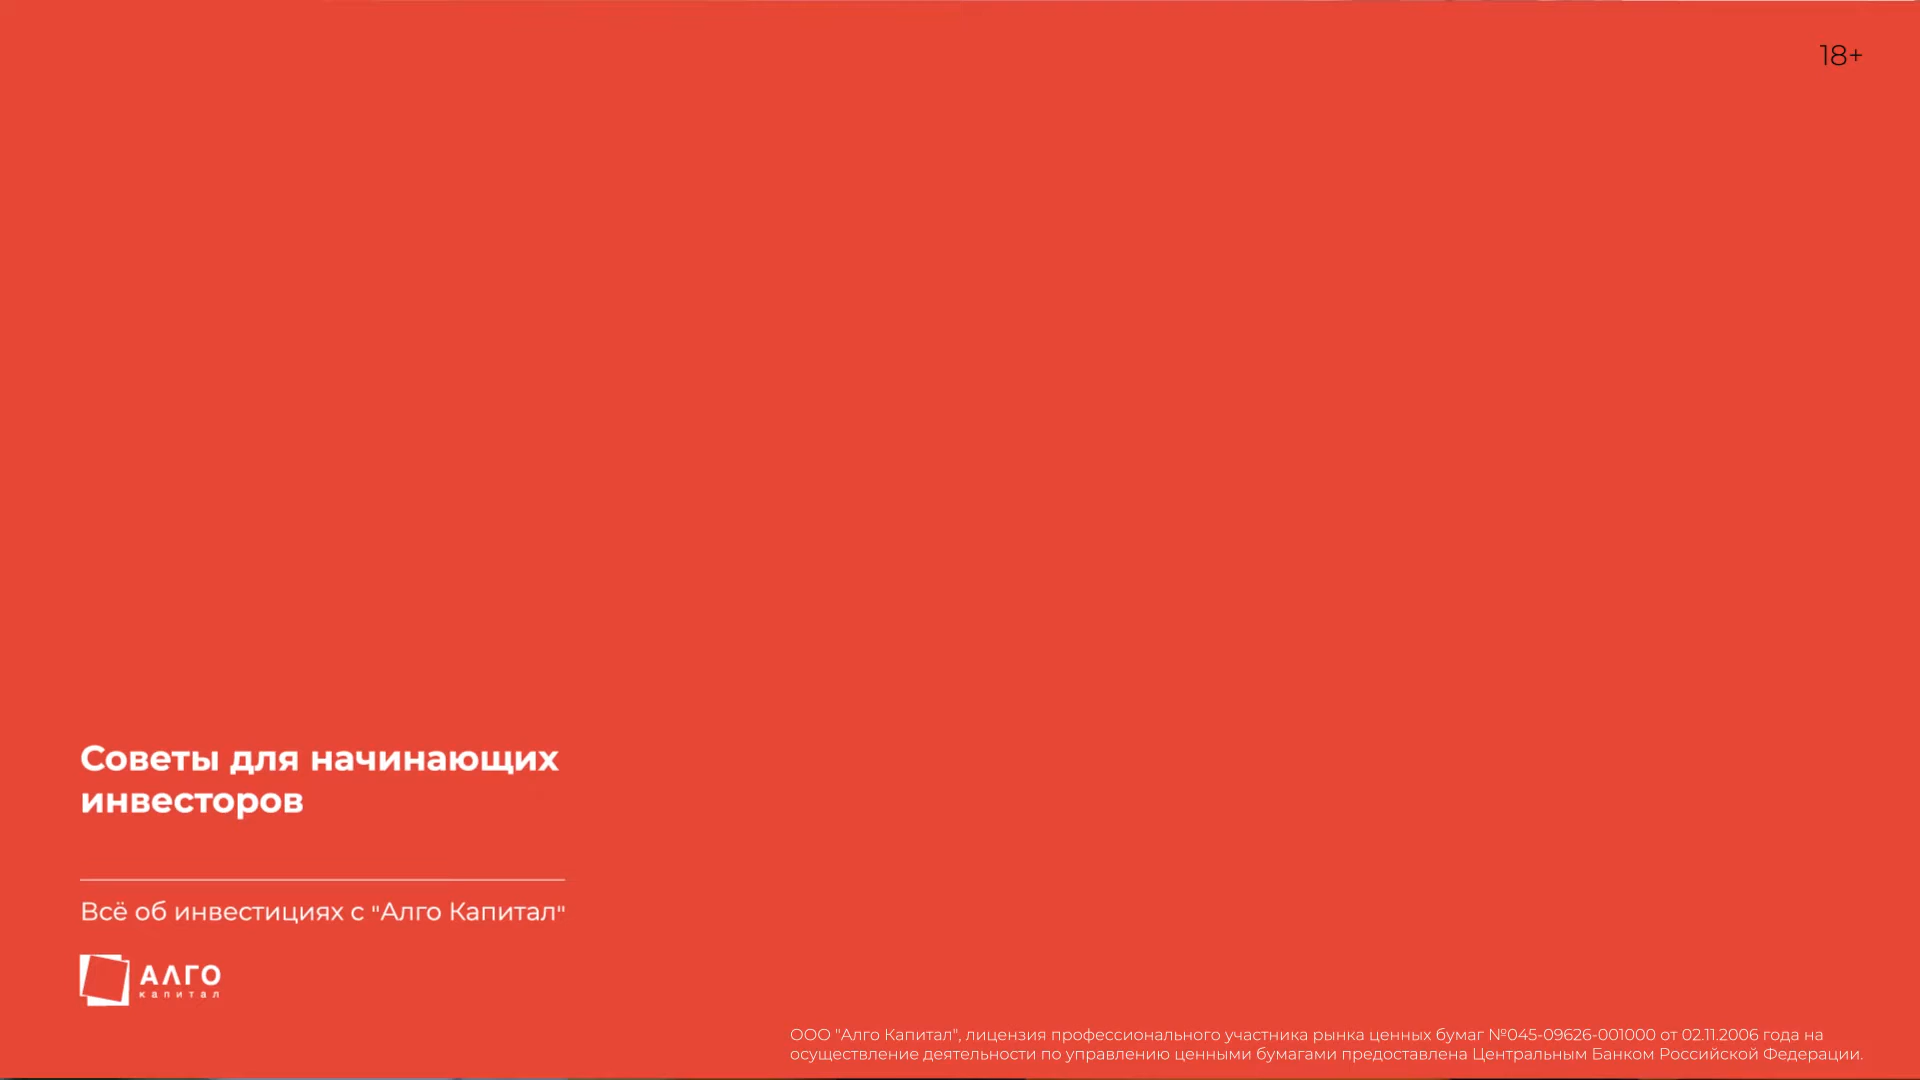 18+
Советы для начинающих
инвесторов
Всё об инвестициях с "Алго Капитал"
АЛГО
капитал
ООО "Алго Капитал", лицензия профессионального участника рынка ценных бумаг №045-09626-001000 от 02.11.2006 года на
осуществление деятельности по управлению ценными бумагами предоставлена Центральным Банком Российской Федерации.